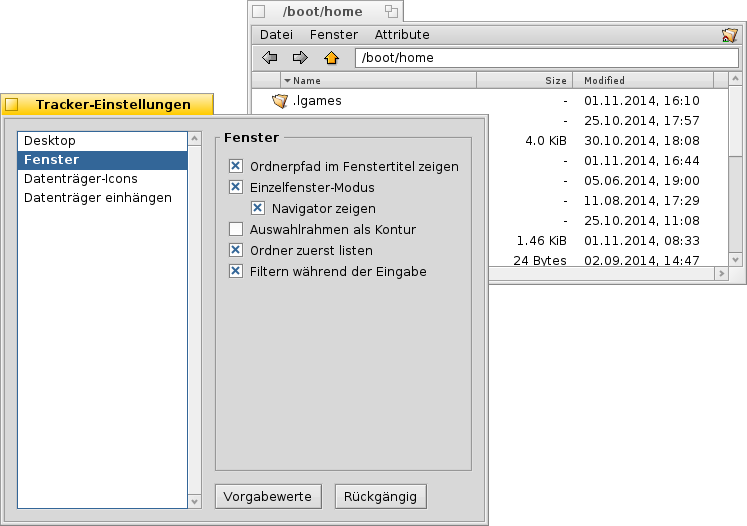 /boot/home
Datei Fenster Attribute
/boot/home
Name Size Modified
.lgames - 01.11.2014, 16:10
- 25.10.2014, 17:57
4.0 KiB 30.10.2014, 18:08
- 01.11.2014, 16:44
- 05.06.2014, 19:00
- 11.08.2014, 17:29
- 25.10.2014, 11:08
1.46 KiB 01.11.2014, 08:33
24 Bytes 02.09.2014, 14:47
Tracker-Einstellungen
Desktop
Fenster
Datenträger-Icons
Datenträger einhängen
Fenster
Ordnerpfad im Fenstertitel zeigen
Einzelfenster-Modus
Navigator zeigen
Auswahlrahmen als Kontur
Ordner zuerst listen
Filtern während der Eingabe
Vorgabewerte Rückgängig